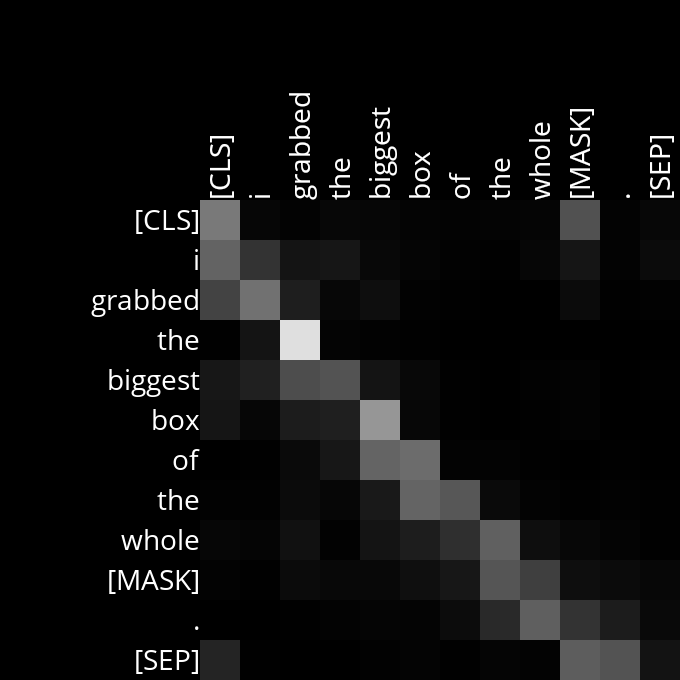 [CLS]
i
grabbed
the
biggest
box
of
the
whole
[MASK]
.
[SEP]
[CLS]
i
grabbed
the
biggest
box
of
the
whole
[MASK]
.
[SEP]